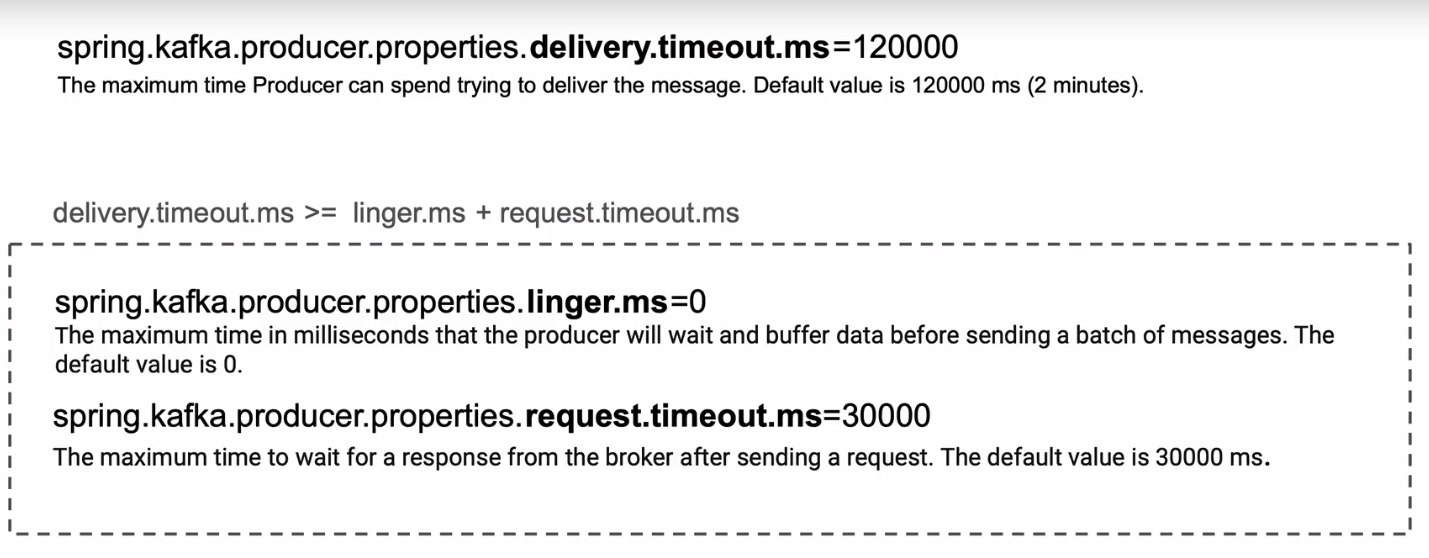 spring.kafka.producer.properties.delivery.timeout.ms=120000
The maximum time Producer can spend trying to deliver the message. Default value is 120000 ms (2 minutes).
delivery.timeout.ms >= linger.ms + request.timeout.ms
spring.kafka.producer.properties.linger.ms=0
The maximum time in milliseconds that the producer will wait and buffer data before sending a batch of messages. The
default value is 0.
spring.kafka.producer.properties.request.timeout.ms=30000
The maximum time to wait for a response from the broker after sending a request. The default value is 30000 ms.